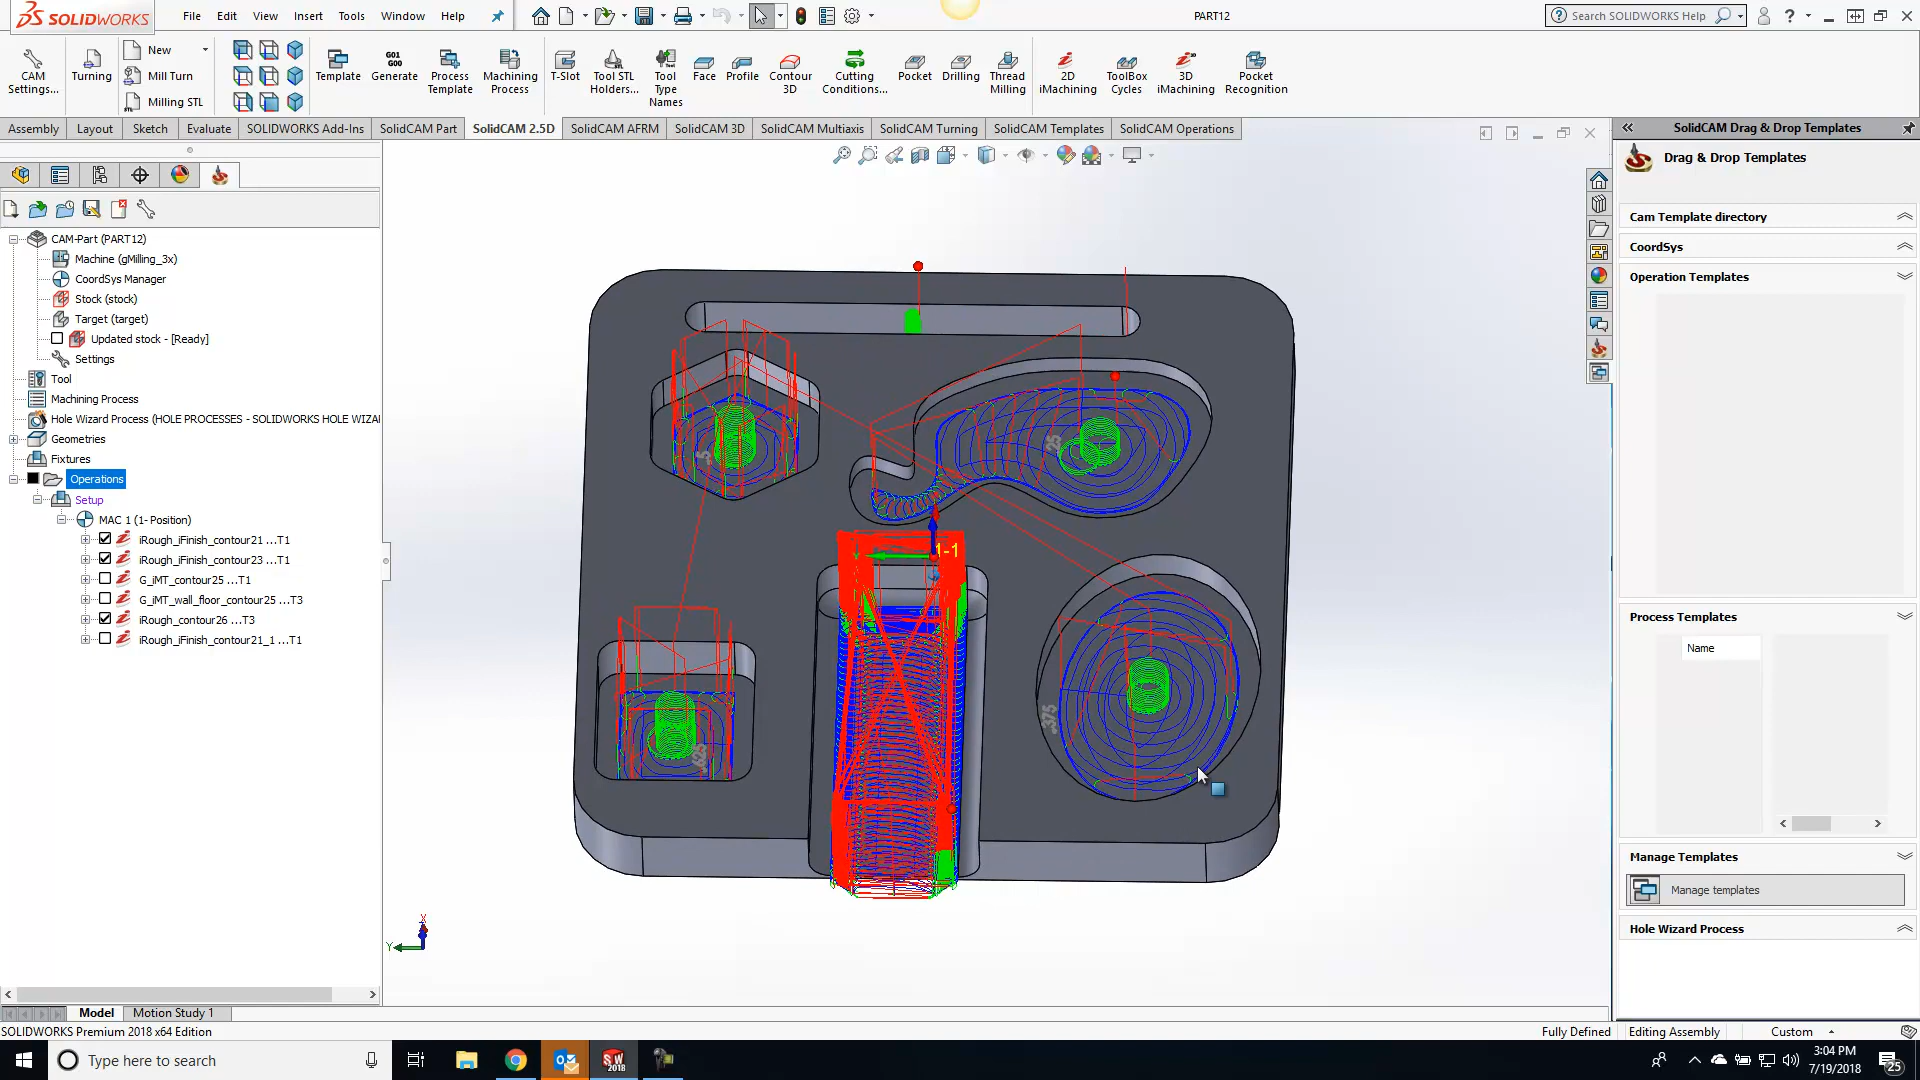 SOLIDWORKS
File Edit View Insert Tools Window Help
PART12
Search SOLIDWORKS Help
CAM Settings...
Turning
New
Mill Turn
Milling STL
Template
G01 G00
Generate
Process Template
Machining Process
T-Slot
Tool STL Holders...
Tool Type Names
Face
Profile
Contour 3D
Cutting Conditions...
Pocket
Drilling
Thread Milling
2D iMachining
ToolBox Cycles
3D iMachining
Pocket Recognition
Assembly Layout Sketch Evaluate SOLIDWORKS Add-Ins SolidCAM Part SolidCAM 2.5D SolidCAM AFRM SolidCAM 3D SolidCAM Multiaxis SolidCAM Turning SolidCAM Templates SolidCAM Operations
CAM-Part (PART12)
Machine (gMilling_3x)
CoordSys Manager
Stock (stock)
Target (target)
Updated stock - [Ready]
Settings
Tool
Machining Process
Hole Wizard Process (HOLE PROCESSES - SOLIDWORKS HOLE WIZA
Geometries
Fixtures
Operations
Setup
MAC 1 (1- Position)
iRough_iFinish_contour21 ...T1
iRough_iFinish_contour23 ...T1
G_iMT_contour25 ...T1
G_iMT_wall_floor_contour25 ...T3
iRough_contour26 ...T3
iRough_iFinish_contour21_1 ...T1
.5
.25
1-1
.375
X
Y
SolidCAM Drag & Drop Templates
Drag & Drop Templates
Cam Template directory
CoordSys
Operation Templates
Process Templates
Name
Manage Templates
Manage templates
Hole Wizard Process
Model Motion Study 1
SOLIDWORKS Premium 2018 x64 Edition
Fully Defined Editing Assembly Custom
Type here to search
SW 2018
3:04 PM
7/19/2018
25